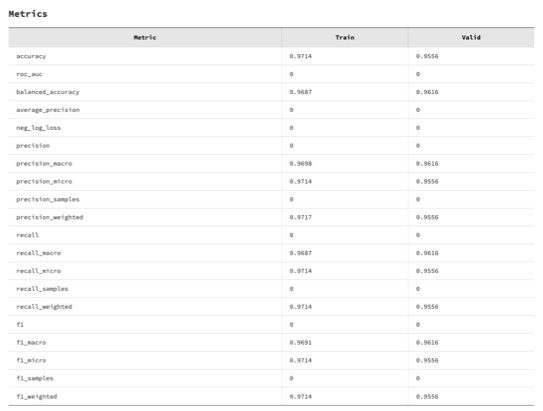 Metrics
Metric Train Valid
accuracy 0.9714 0.9556
roc_auc 0 0
balanced_accuracy 0.9687 0.9616
average_precision 0 0
neg_log_loss 0 0
precision 0 0
precision_macro 0.9698 0.9616
precision_micro 0.9714 0.9556
precision_samples 0 0
precision_weighted 0.9717 0.9556
recall 0 0
recall_macro 0.9687 0.9616
recall_micro 0.9714 0.9556
recall_samples 0 0
recall_weighted 0.9714 0.9556
f1 0 0
f1_macro 0.9691 0.9616
f1_micro 0.9714 0.9556
f1_samples 0 0
f1_weighted 0.9714 0.9556